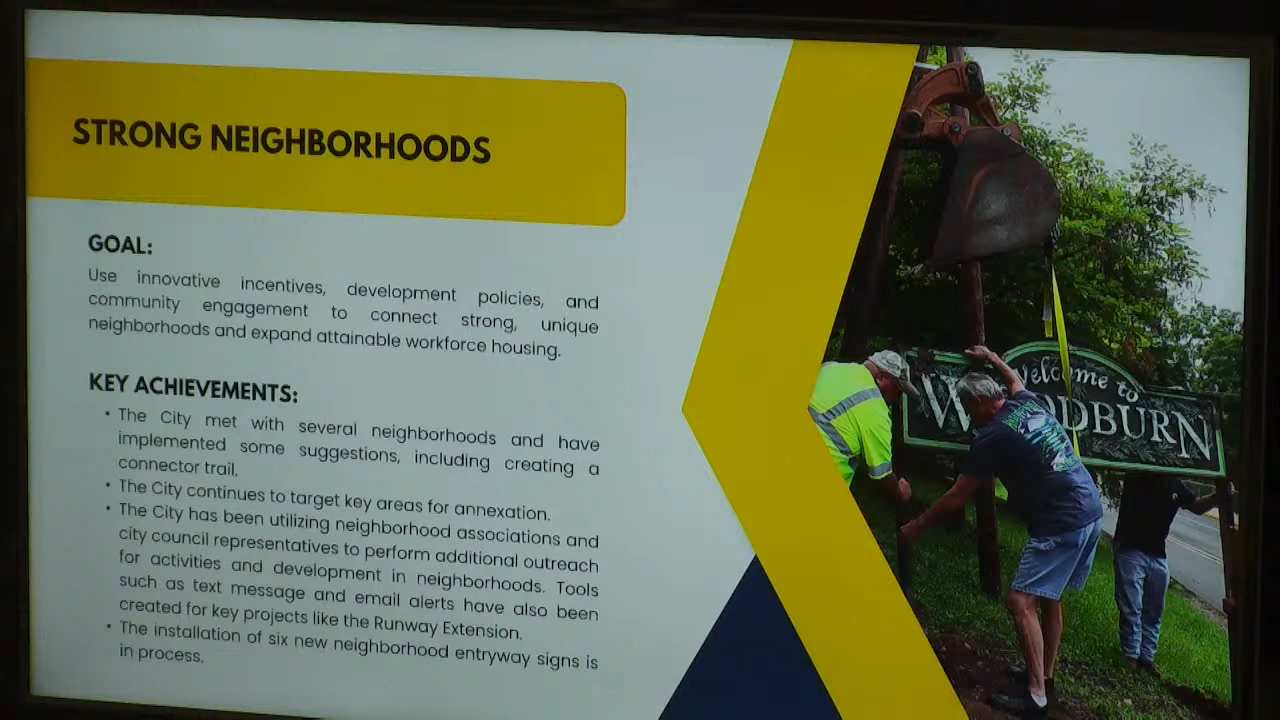 STRONG NEIGHBORHOODS
GOAL:
Use innovative incentives, development policies, and
community engagement to connect strong, unique
neighborhoods and expand attainable workforce housing.
KEY ACHIEVEMENTS:
• The City met with several neighborhoods and have
implemented some suggestions, including creating a
connector trail.
• The City continues to target key areas for annexation.
• The City has been utilizing neighborhood associations and
city council representatives to perform additional outreach
for activities and development in neighborhoods. Tools
such as text message and email alerts have also been
created for key projects like the Runway Extension.
• The installation of six new neighborhood entryway signs is
in process.
Welcome to
WOODBURN